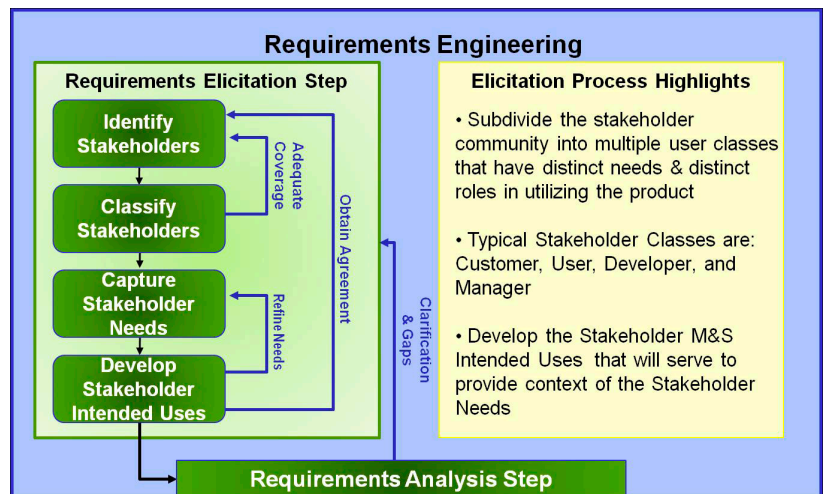 Requirements Engineering
Requirements Elicitation Step
Identify
Stakeholders
Classify
Stakeholders
Capture
Stakeholder
Needs
Develop
Stakeholder
Intended Uses
Adequate
Coverage
Refine Needs
Obtain Agreement
Clarification
& Gaps
Elicitation Process Highlights
• Subdivide the stakeholder
community into multiple user classes
that have distinct needs & distinct
roles in utilizing the product
• Typical Stakeholder Classes are:
Customer, User, Developer, and
Manager
• Develop the Stakeholder M&S
Intended Uses that will serve to
provide context of the Stakeholder
Needs
Requirements Analysis Step